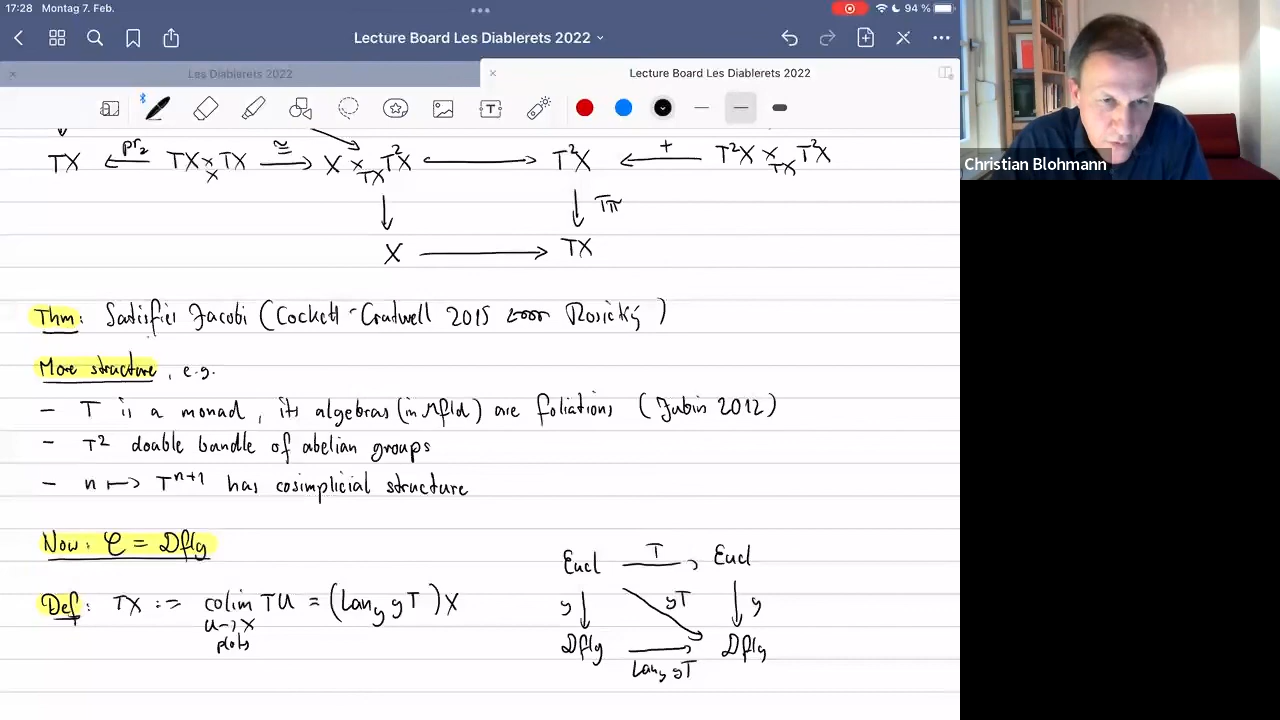 17:28 Montag 7. Feb.
94 %
Lecture Board Les Diablerets 2022
Les Diablerets 2022
Lecture Board Les Diablerets 2022
Christian Blohmann
TX ← pr₂ TX ×_X TX ≅→ X ×_TX T²X ⟷ T²X ← + T²X ×_TX T²X
↓ ↓ Tπ
X → TX
Thm: Satisfies Jacobi (Cockett-Crutwell 2015 Rosický)
More structure, e.g.
- T is a monad, its algebras (in Mfld) are foliations (Jubin 2012)
- T² double bundle of abelian groups
- n ↦ Tⁿ⁺¹ has cosimplicial structure
Now: C = Dflg
Eucl T→ Eucl
Def: TX := colim TU = (Lan_y yT)X
U→X
plots
y ↓ yT ↓ y
Dflg → Dflg
Lan_y yT